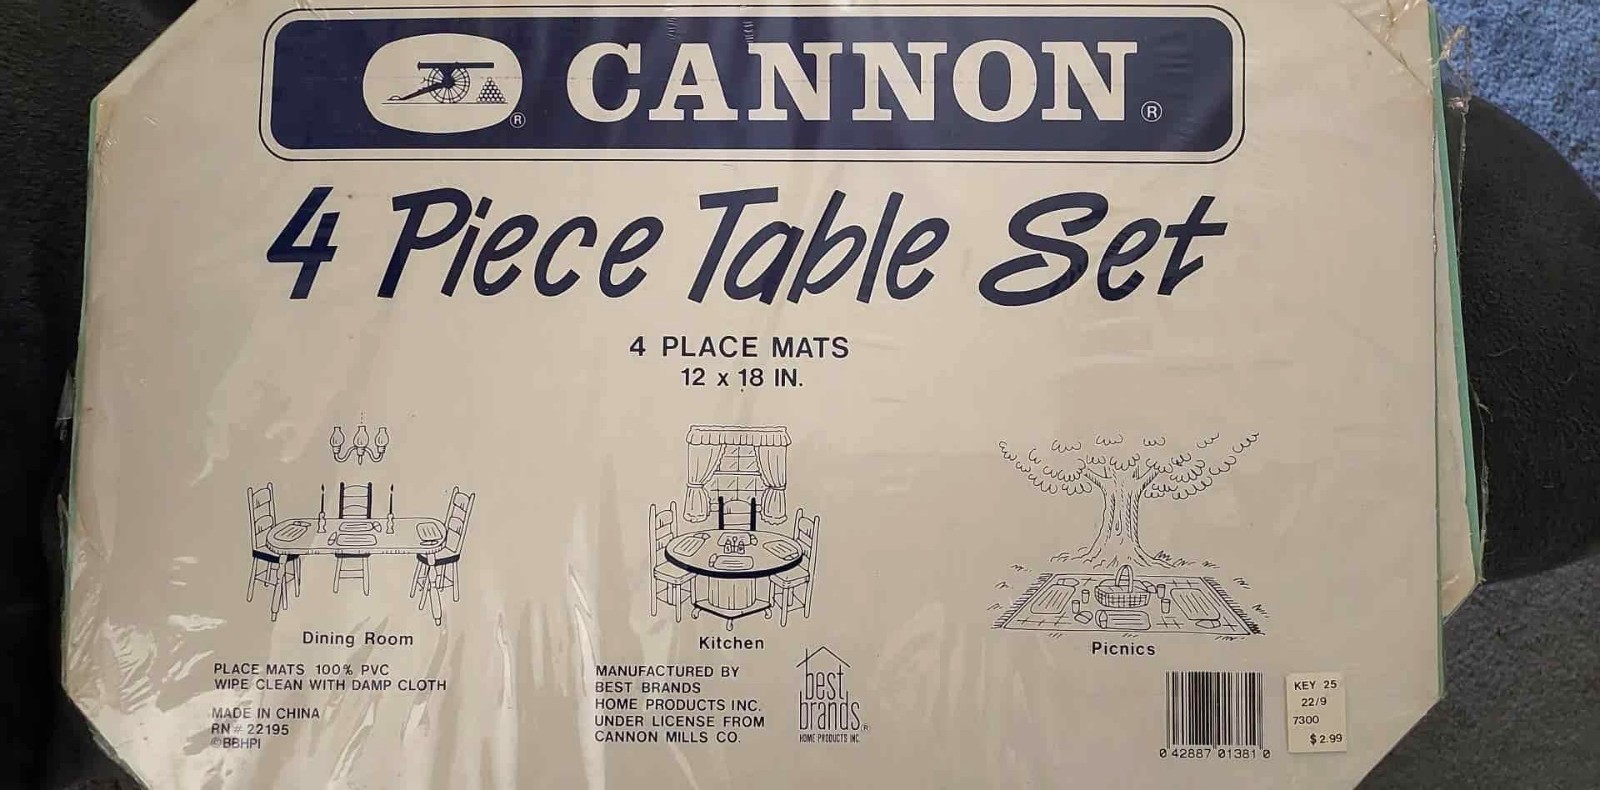 ® CANNON®
4 Piece Table Set
4 PLACE MATS
12 x 18 IN.
Dining Room
Kitchen
Picnics
PLACE MATS 100% PVC
WIPE CLEAN WITH DAMP CLOTH
MADE IN CHINA
RN# 22195
©BBHPI
MANUFACTURED BY
BEST BRANDS
HOME PRODUCTS INC.
UNDER LICENSE FROM
CANNON MILLS CO.
best
brands®
HOME PRODUCTS INC.
0 42887 01381 0
KEY 25
22/9
7300
$2.99